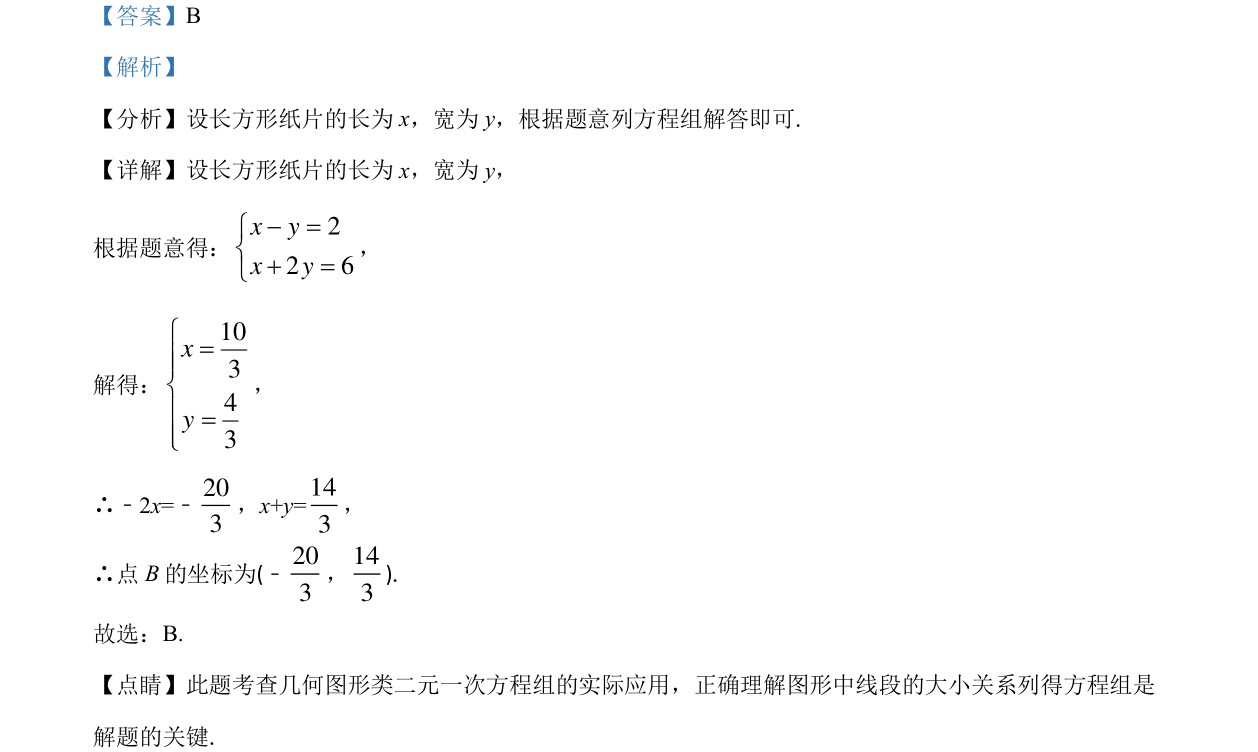 【答案】B
【解析】
【分析】设长方形纸片的长为 x，宽为 y，根据题意列方程组解答即可.
【详解】设长方形纸片的长为 x，宽为 y，
根据题意得：{x－y＝2
x＋2y＝6，
解得：{x＝10/3
y＝4/3，
∴﹣2x=﹣20/3，x+y=14/3，
∴点 B 的坐标为(﹣20/3，14/3).
故选：B.
【点睛】此题考查几何图形类二元一次方程组的实际应用，正确理解图形中线段的大小关系列得方程组是
解题的关键.